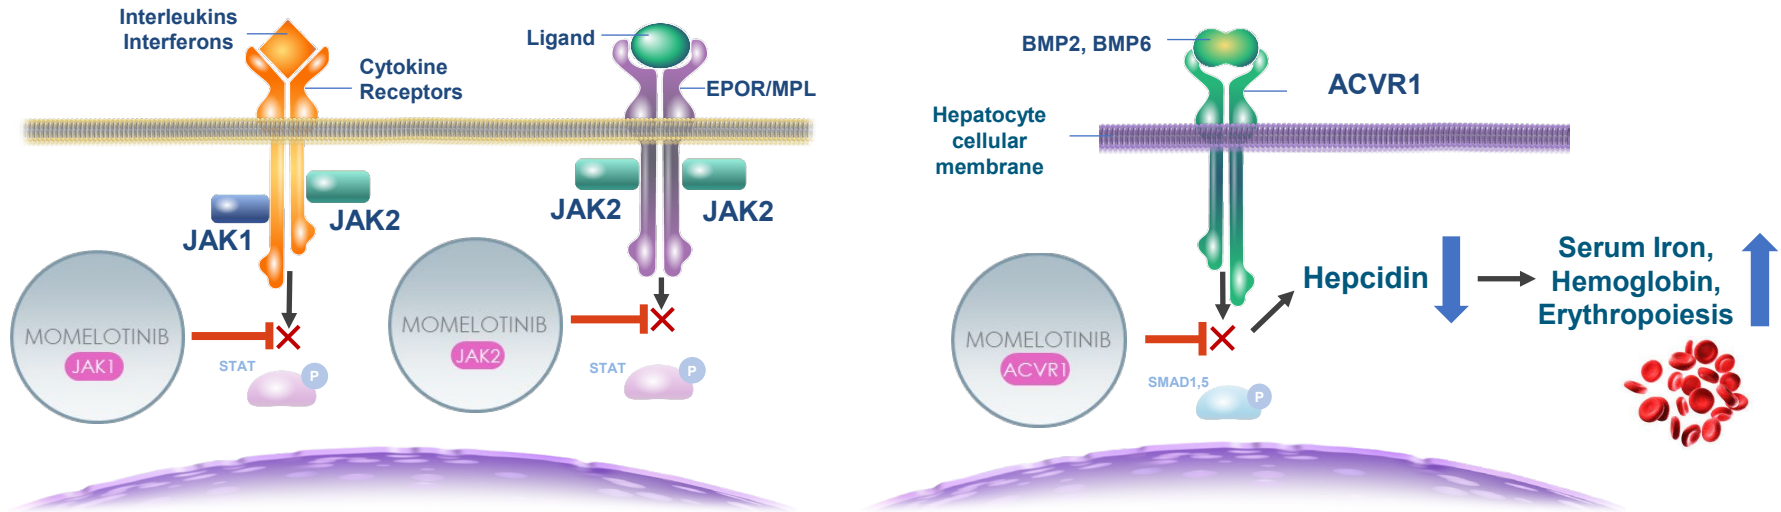 Interleukins
Interferons
Cytokine
Receptors
JAK1
JAK2
MOMELOTINIB
JAK1
STAT
P
Ligand
EPOR/MPL
JAK2
JAK2
MOMELOTINIB
JAK2
STAT
P
BMP2, BMP6
ACVR1
Hepatocyte
cellular
membrane
MOMELOTINIB
ACVR1
SMAD1,5
P
Hepcidin
Serum Iron,
Hemoglobin,
Erythropoiesis